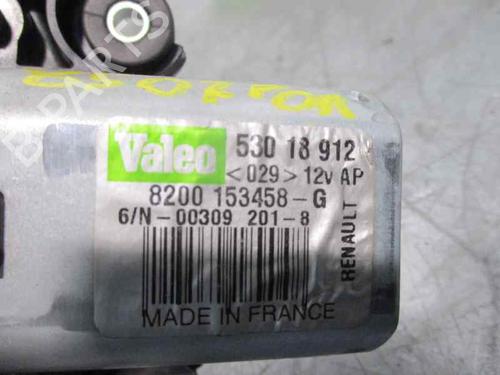 Valeo 530 18 912
<029> 12v AP
8200 153458-G
6/N-00309 201-8
RENAULT
MADE IN FRANCE